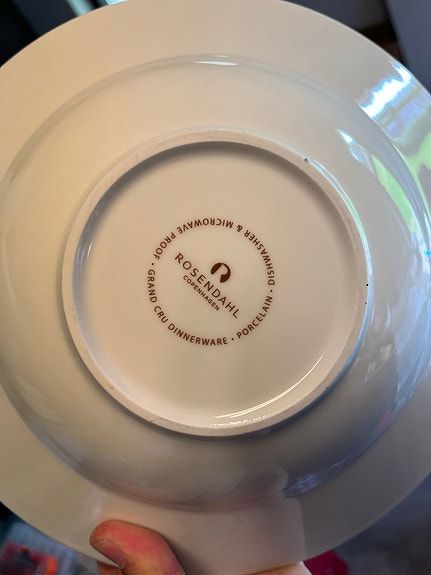 ROSENDAHL
COPENHAGEN
GRAND CRU DINNERWARE • PORCELAIN • DISHWASHER & MICROWAVE PROOF •